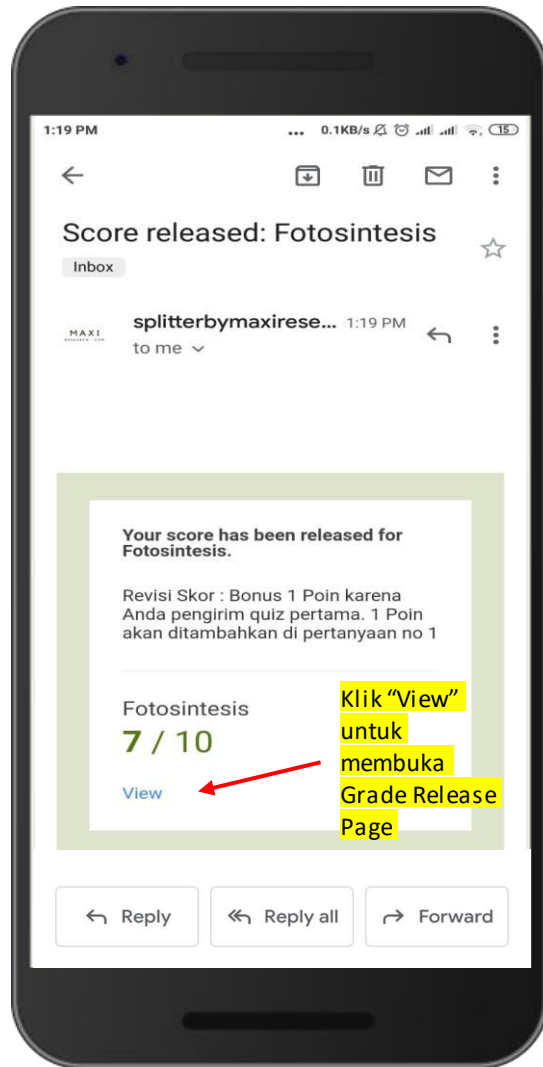 1:19 PM ... 0.1KB/s 15
Score released: Fotosintesis
Inbox
MAXI
splitterbymaxirese... 1:19 PM
to me
Your score has been released for
Fotosintesis.
Revisi Skor : Bonus 1 Poin karena
Anda pengirim quiz pertama. 1 Poin
akan ditambahkan di pertanyaan no 1
Fotosintesis
7 / 10
View
Klik “View”
untuk
membuka
Grade Release
Page
Reply
Reply all
Forward